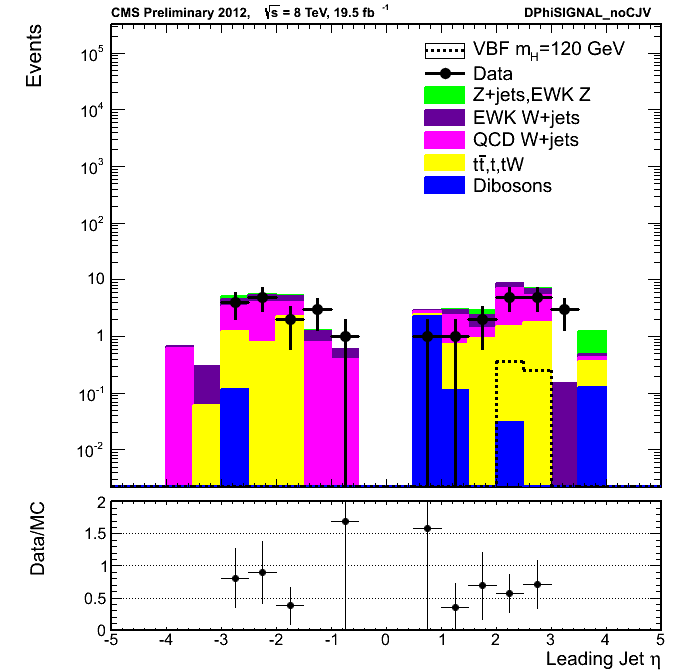 CMS Preliminary 2012, √s = 8 TeV, 19.5 fb⁻¹ DPhiSIGNAL_noCJV
Events
10⁵
10⁴
10³
10²
10
1
10⁻¹
10⁻²
VBF m_H=120 GeV
Data
Z+jets,EWK Z
EWK W+jets
QCD W+jets
tt̅,t,tW
Dibosons
Data/MC
2
1.5
1
0.5
0
-5 -4 -3 -2 -1 0 1 2 3 4 5
Leading Jet η